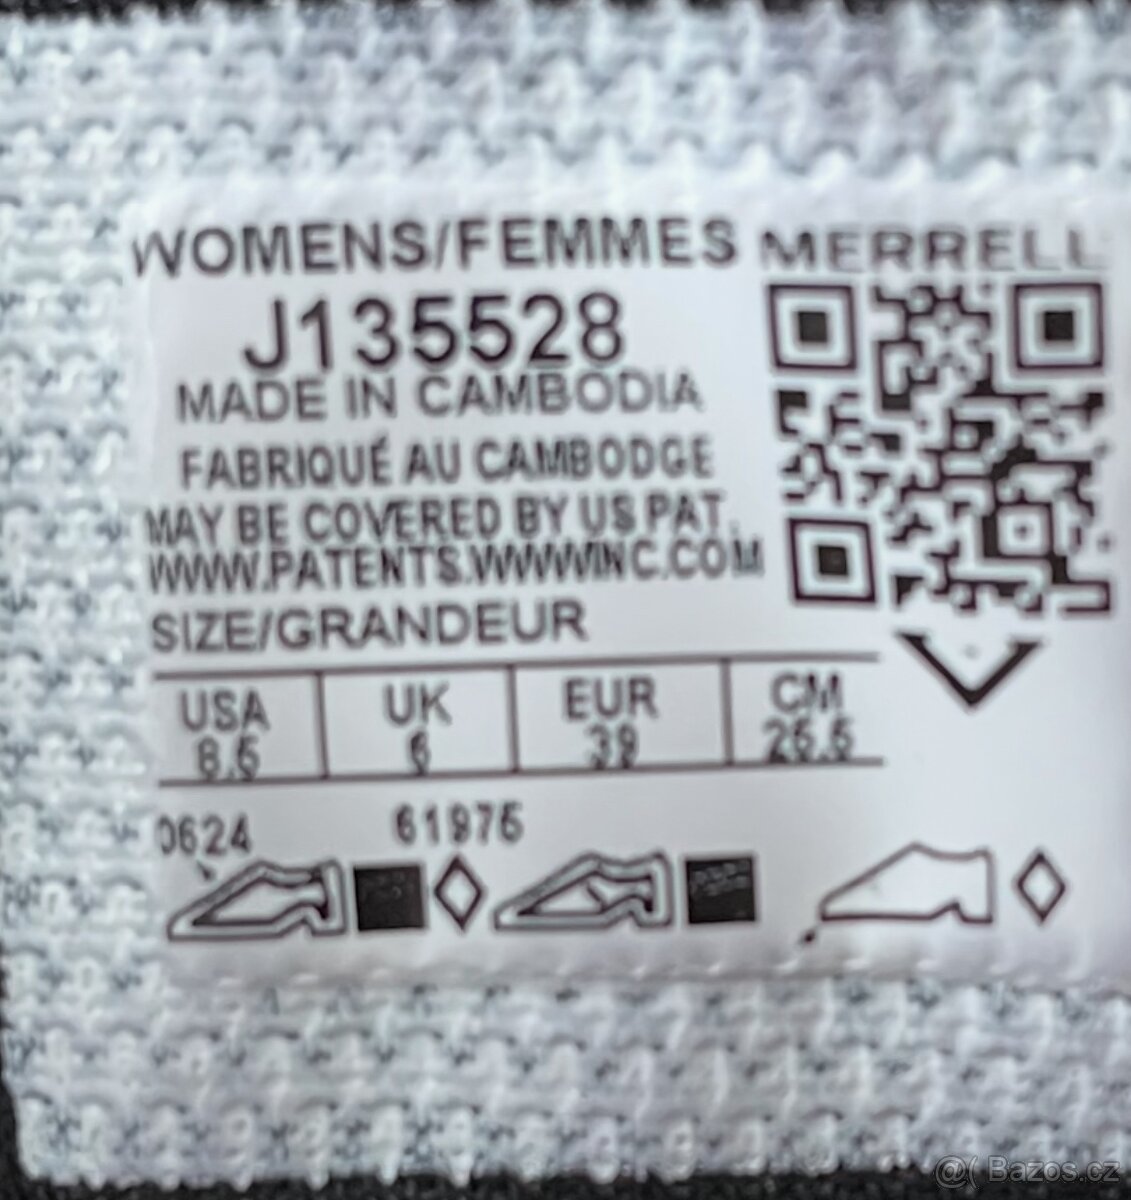 WOMENS/FEMMES
MERRELL
J135528
MADE IN CAMBODIA
FABRIQUÉ AU CAMBODGE
MAY BE COVERED BY US PAT.
WWW.PATENTS.WWWINC.COM
SIZE/GRANDEUR
USA UK EUR CM
8.5 6 39 25.5
0624 61975
@( Bazos.cz